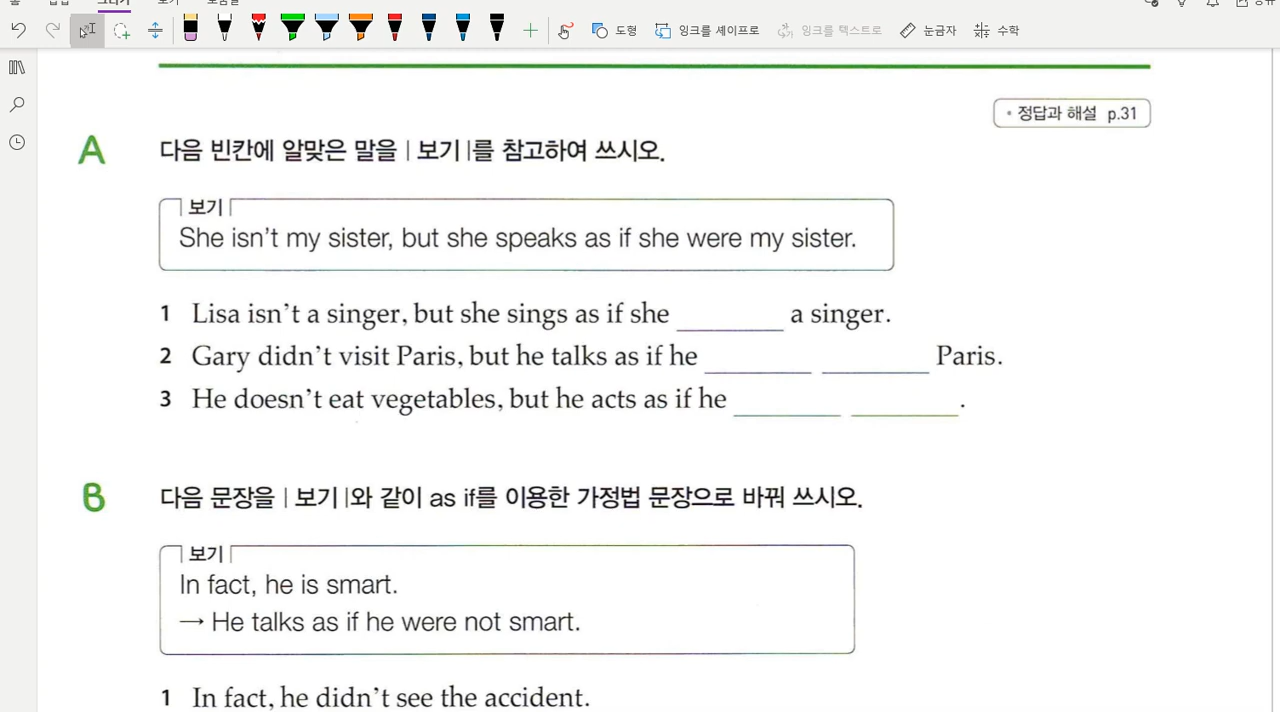 도형 잉크를 셰이프로 잉크를 텍스트로 눈금자 수학
• 정답과 해설 p.31
A 다음 빈칸에 알맞은 말을 | 보기 |를 참고하여 쓰시오.
보기
She isn't my sister, but she speaks as if she were my sister.
1 Lisa isn't a singer, but she sings as if she ________ a singer.
2 Gary didn't visit Paris, but he talks as if he ________ ________ Paris.
3 He doesn't eat vegetables, but he acts as if he ________ ________.
B 다음 문장을 | 보기 |와 같이 as if를 이용한 가정법 문장으로 바꿔 쓰시오.
보기
In fact, he is smart.
→ He talks as if he were not smart.
1 In fact, he didn't see the accident.